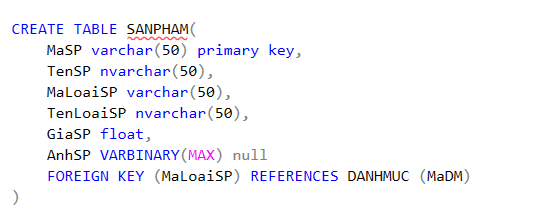 CREATE TABLE SANPHAM(
MaSP varchar(50) primary key,
TenSP nvarchar(50),
MaLoaiSP varchar(50),
TenLoaiSP nvarchar(50),
GiaSP float,
AnhSP VARBINARY(MAX) null
FOREIGN KEY (MaLoaiSP) REFERENCES DANHMUC (MaDM)
)